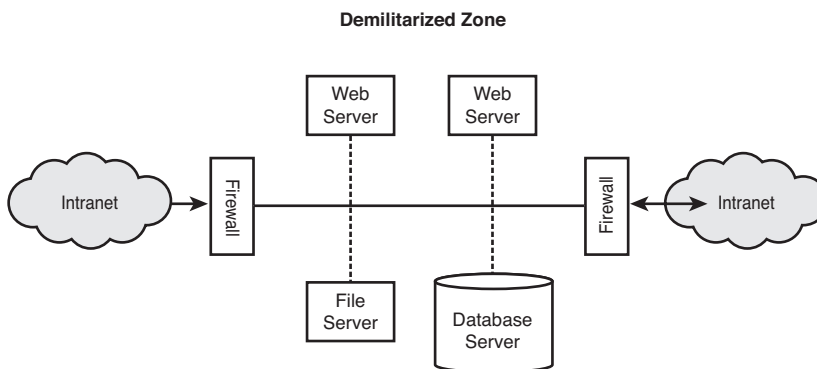 Demilitarized Zone
Web
Server
Web
Server
Intranet
Firewall
Firewall
Intranet
File
Server
Database
Server